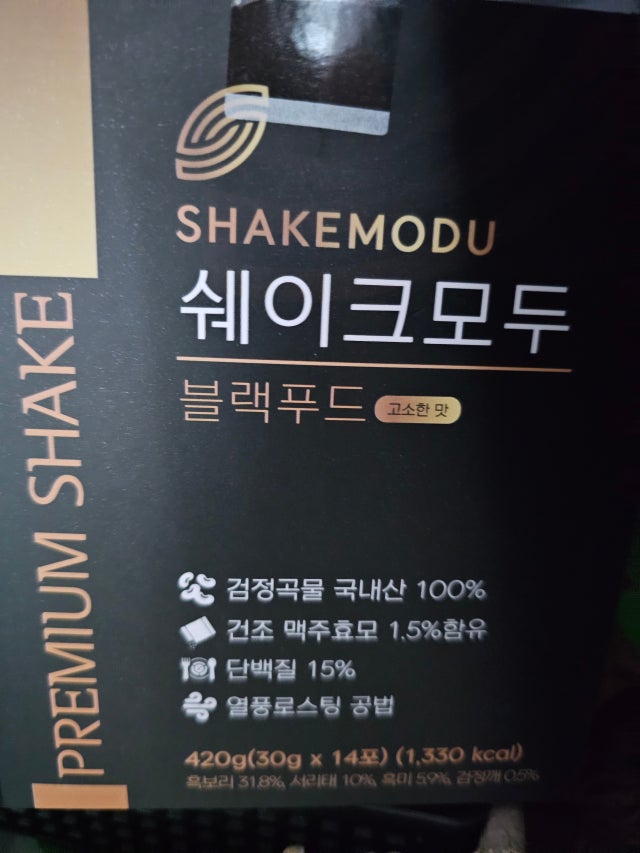 SHAKEMODU
쉐이크모두
블랙푸드 고소한 맛
PREMIUM SHAKE
검정곡물 국내산 100%
건조 맥주효모 1.5%함유
단백질 15%
열풍로스팅 공법
420g(30g x 14포) (1,330 kcal)
흑보리 31.8%, 서리태 10%, 흑미 5.9%, 검정깨 0.5%